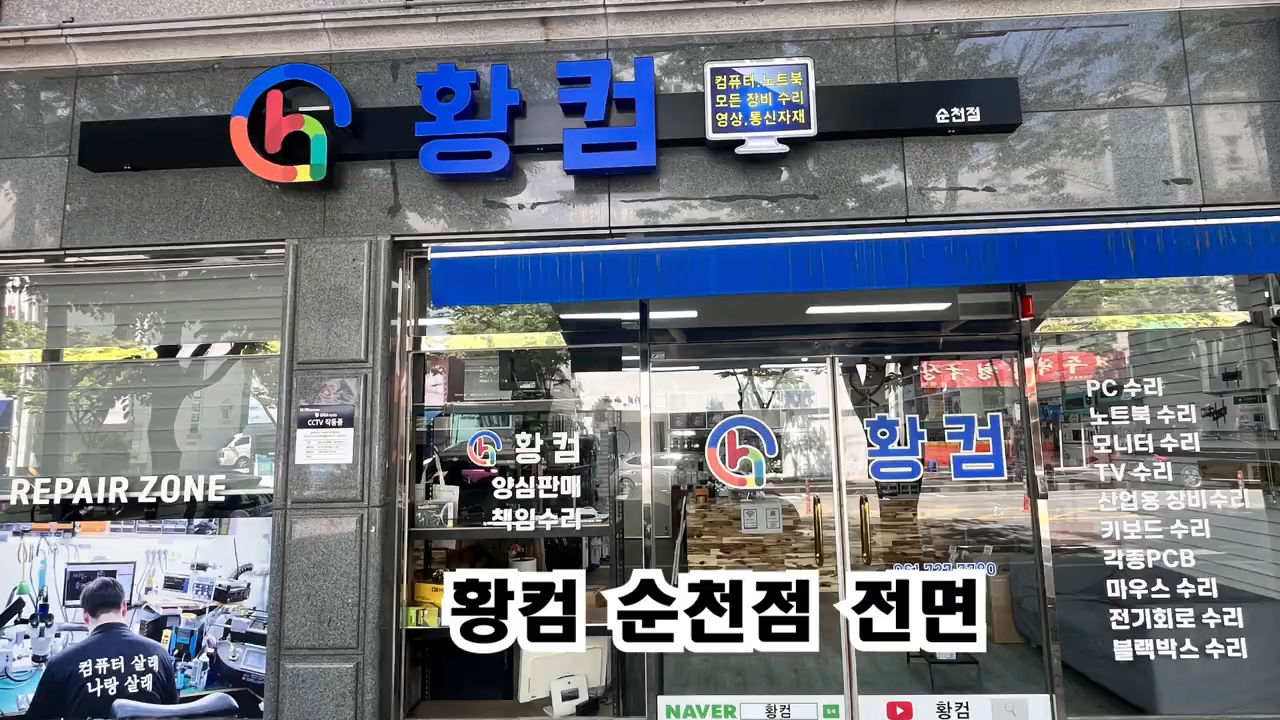 황컴
컴퓨터.노트북
모든 장비 수리
영상.통신자재
순천점
CCTV 작동중
REPAIR ZONE
컴퓨터 살래
나랑 살래
황컴
양심판매
책임수리
황컴
PC 수리
노트북 수리
모니터 수리
TV 수리
산업용 장비수리
키보드 수리
각종PCB
마우스 수리
전기회로 수리
블랙박스 수리
황컴 순천점 전면
NAVER 황컴 검색
황컴